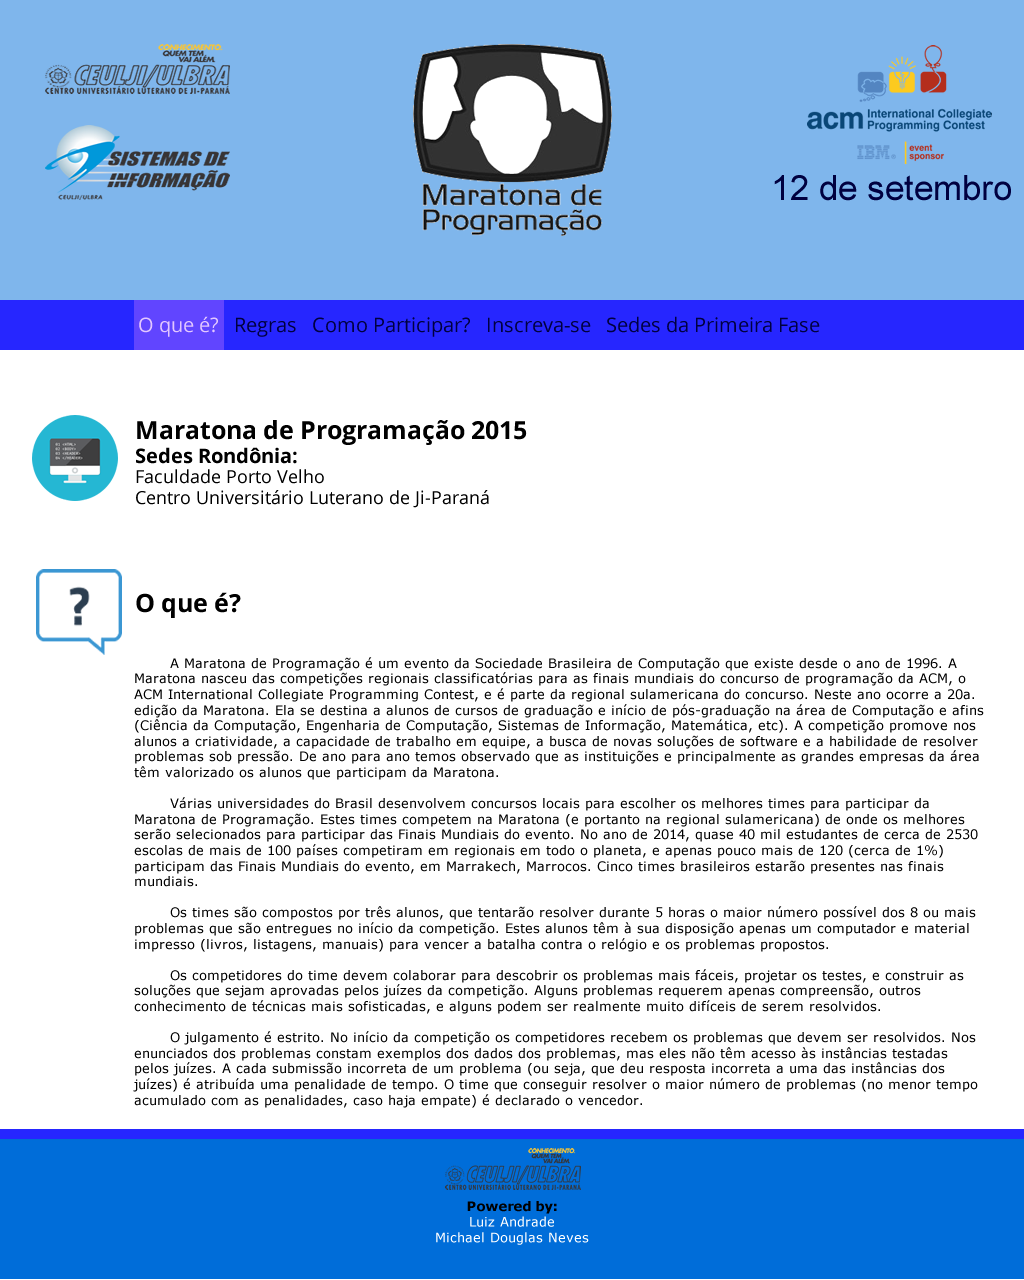 CONHECIMENTO.
QUEM TEM,
VAI ALÉM.
CEULJI/ULBRA
CENTRO UNIVERSITÁRIO LUTERANO DE JI-PARANÁ
SISTEMAS DE
INFORMAÇÃO
CEULJI/ULBRA
Maratona de
Programação
acm International Collegiate
Programming Contest
IBM. event
sponsor
12 de setembro
O que é? Regras Como Participar? Inscreva-se Sedes da Primeira Fase
Maratona de Programação 2015
Sedes Rondônia:
Faculdade Porto Velho
Centro Universitário Luterano de Ji-Paraná
?
O que é?
A Maratona de Programação é um evento da Sociedade Brasileira de Computação que existe desde o ano de 1996. A
Maratona nasceu das competições regionais classificatórias para as finais mundiais do concurso de programação da ACM, o
ACM International Collegiate Programming Contest, e é parte da regional sulamericana do concurso. Neste ano ocorre a 20a.
edição da Maratona. Ela se destina a alunos de cursos de graduação e início de pós-graduação na área de Computação e afins
(Ciência da Computação, Engenharia de Computação, Sistemas de Informação, Matemática, etc). A competição promove nos
alunos a criatividade, a capacidade de trabalho em equipe, a busca de novas soluções de software e a habilidade de resolver
problemas sob pressão. De ano para ano temos observado que as instituições e principalmente as grandes empresas da área
têm valorizado os alunos que participam da Maratona.
Várias universidades do Brasil desenvolvem concursos locais para escolher os melhores times para participar da
Maratona de Programação. Estes times competem na Maratona (e portanto na regional sulamericana) de onde os melhores
serão selecionados para participar das Finais Mundiais do evento. No ano de 2014, quase 40 mil estudantes de cerca de 2530
escolas de mais de 100 países competiram em regionais em todo o planeta, e apenas pouco mais de 120 (cerca de 1%)
participam das Finais Mundiais do evento, em Marrakech, Marrocos. Cinco times brasileiros estarão presentes nas finais
mundiais.
Os times são compostos por três alunos, que tentarão resolver durante 5 horas o maior número possível dos 8 ou mais
problemas que são entregues no início da competição. Estes alunos têm à sua disposição apenas um computador e material
impresso (livros, listagens, manuais) para vencer a batalha contra o relógio e os problemas propostos.
Os competidores do time devem colaborar para descobrir os problemas mais fáceis, projetar os testes, e construir as
soluções que sejam aprovadas pelos juízes da competição. Alguns problemas requerem apenas compreensão, outros
conhecimento de técnicas mais sofisticadas, e alguns podem ser realmente muito difíceis de serem resolvidos.
O julgamento é estrito. No início da competição os competidores recebem os problemas que devem ser resolvidos. Nos
enunciados dos problemas constam exemplos dos dados dos problemas, mas eles não têm acesso às instâncias testadas
pelos juízes. A cada submissão incorreta de um problema (ou seja, que deu resposta incorreta a uma das instâncias dos
juízes) é atribuída uma penalidade de tempo. O time que conseguir resolver o maior número de problemas (no menor tempo
acumulado com as penalidades, caso haja empate) é declarado o vencedor.
CONHECIMENTO.
QUEM TEM,
VAI ALÉM.
CEULJI/ULBRA
CENTRO UNIVERSITÁRIO LUTERANO DE JI-PARANÁ
Powered by:
Luiz Andrade
Michael Douglas Neves